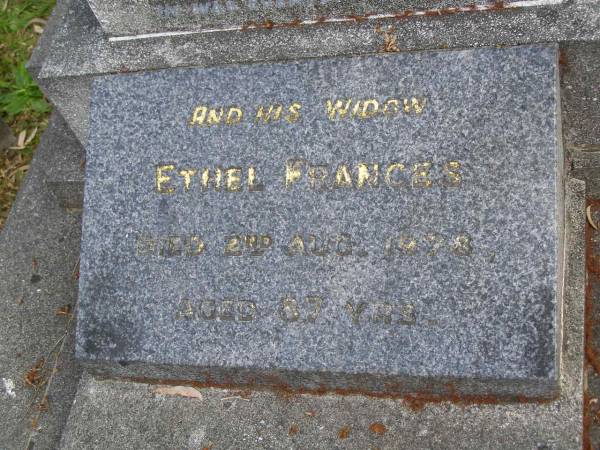 AND HIS WIDOW
ETHEL FRANCES
DIED 2ND AUG. 1978,
AGED 87 YRS.